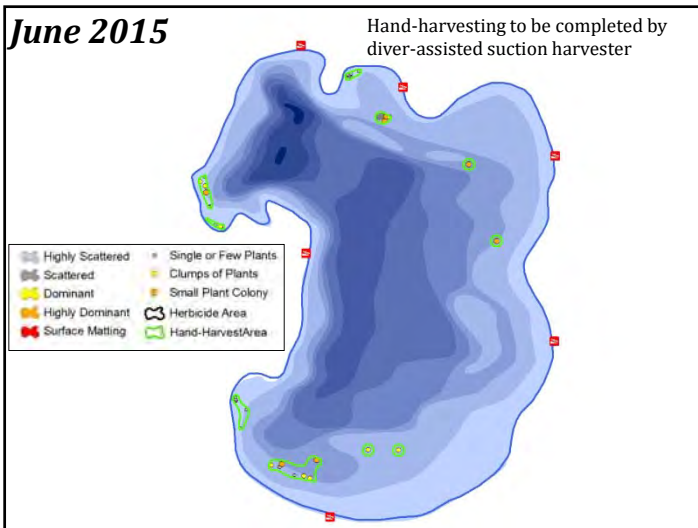 June 2015
Hand-harvesting to be completed by
diver-assisted suction harvester
Highly Scattered
Scattered
Dominant
Highly Dominant
Surface Matting
Single or Few Plants
Clumps of Plants
Small Plant Colony
Herbicide Area
Hand-HarvestArea